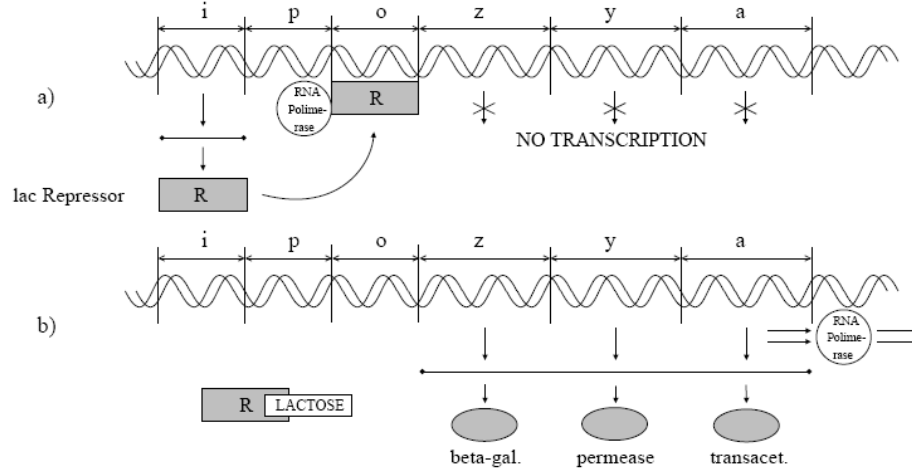 i p o z y a
a)
RNA
Polime-
rase
R
NO TRANSCRIPTION
lac Repressor
R
i p o z y a
b)
RNA
Polime-
rase
R
LACTOSE
beta-gal. permease transacet.